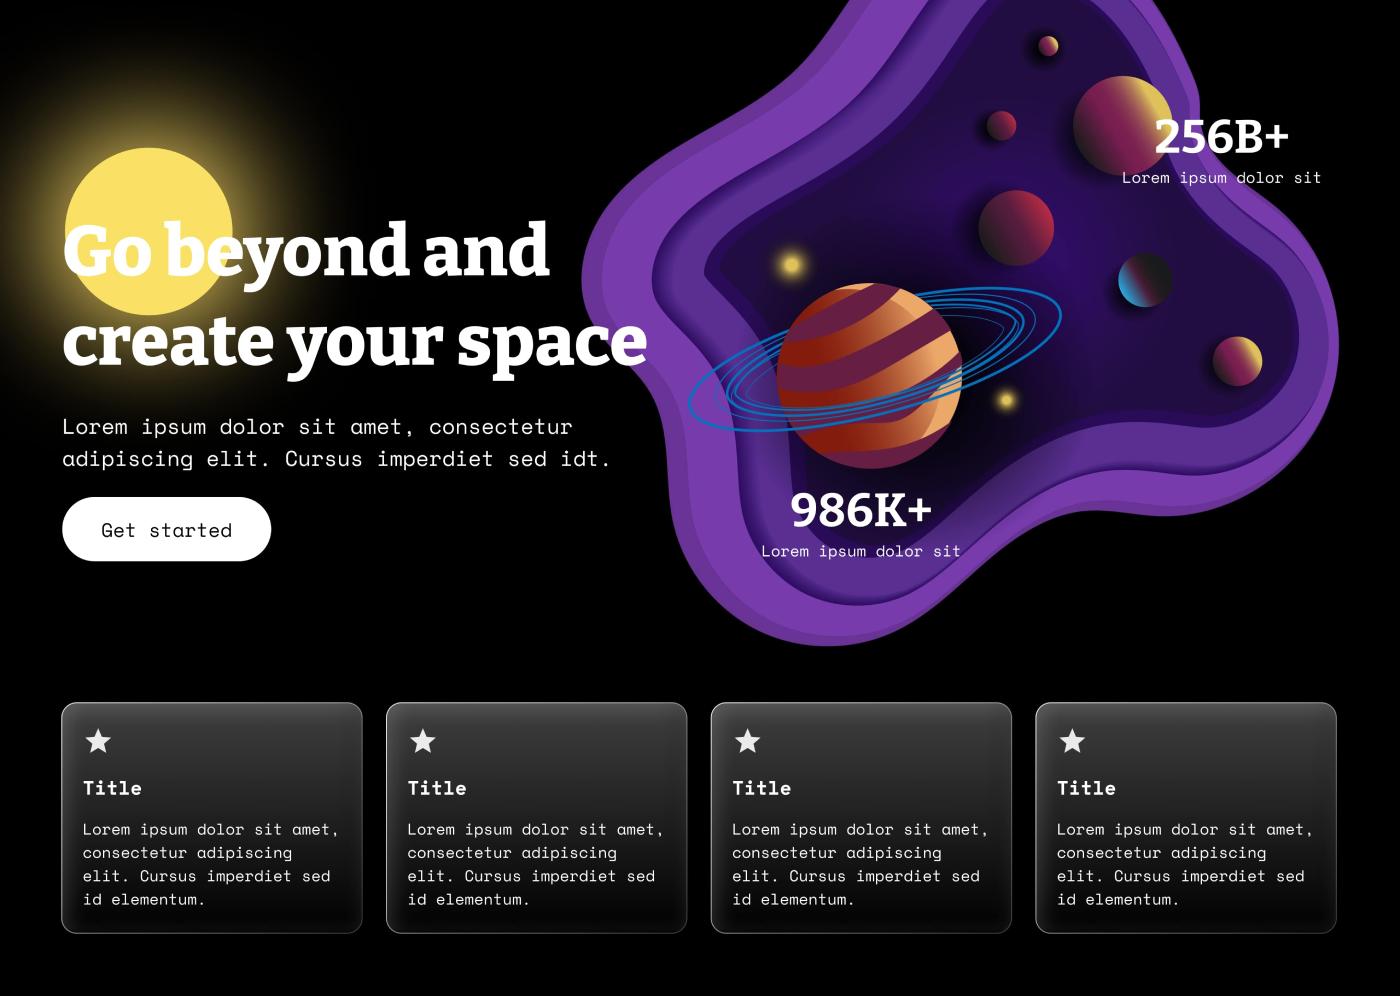 256B+
Lorem ipsum dolor sit
Go beyond and
create your space
Lorem ipsum dolor sit amet, consectetur
adipiscing elit. Cursus imperdiet sed idt.
Get started
986K+
Lorem ipsum dolor sit
Title
Lorem ipsum dolor sit amet,
consectetur adipiscing
elit. Cursus imperdiet sed
id elementum.
Title
Lorem ipsum dolor sit amet,
consectetur adipiscing
elit. Cursus imperdiet sed
id elementum.
Title
Lorem ipsum dolor sit amet,
consectetur adipiscing
elit. Cursus imperdiet sed
id elementum.
Title
Lorem ipsum dolor sit amet,
consectetur adipiscing
elit. Cursus imperdiet sed
id elementum.